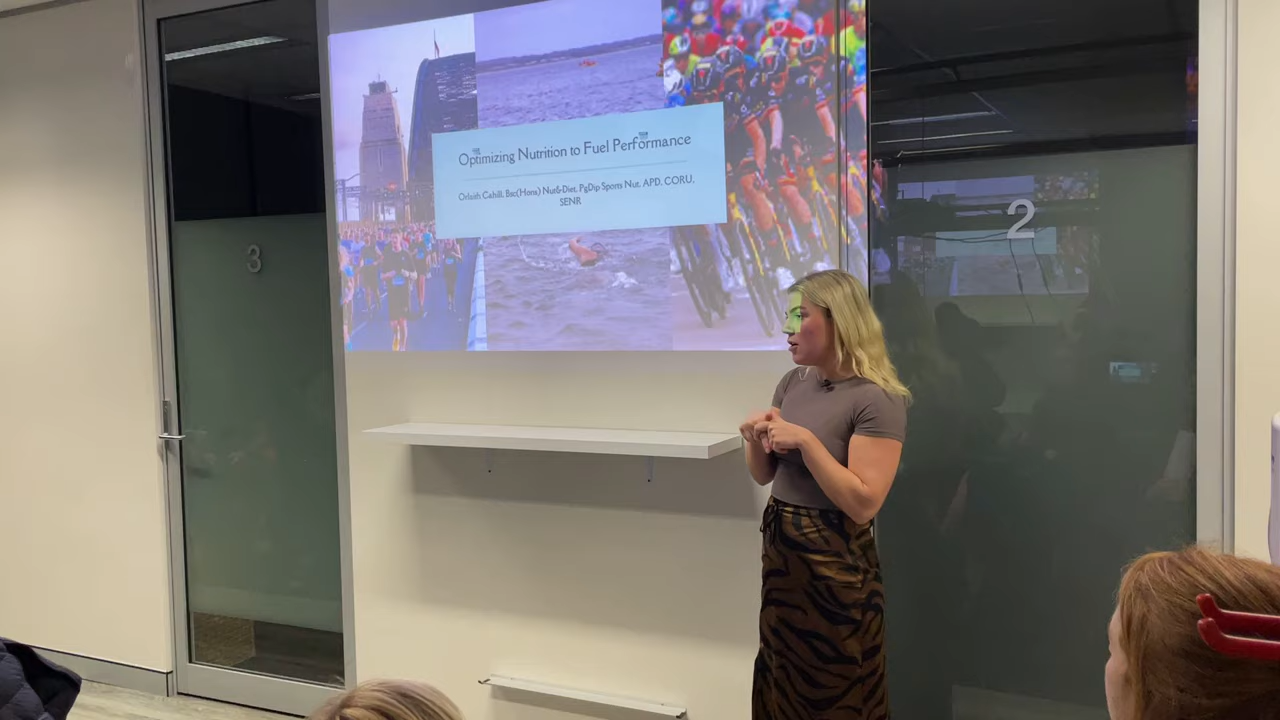 Optimizing Nutrition to Fuel Performance
Orlaith Cahill, Bsc(Hons) Nut&Diet, PgDip Sports Nut, APD, CORU,
SENR
3
2